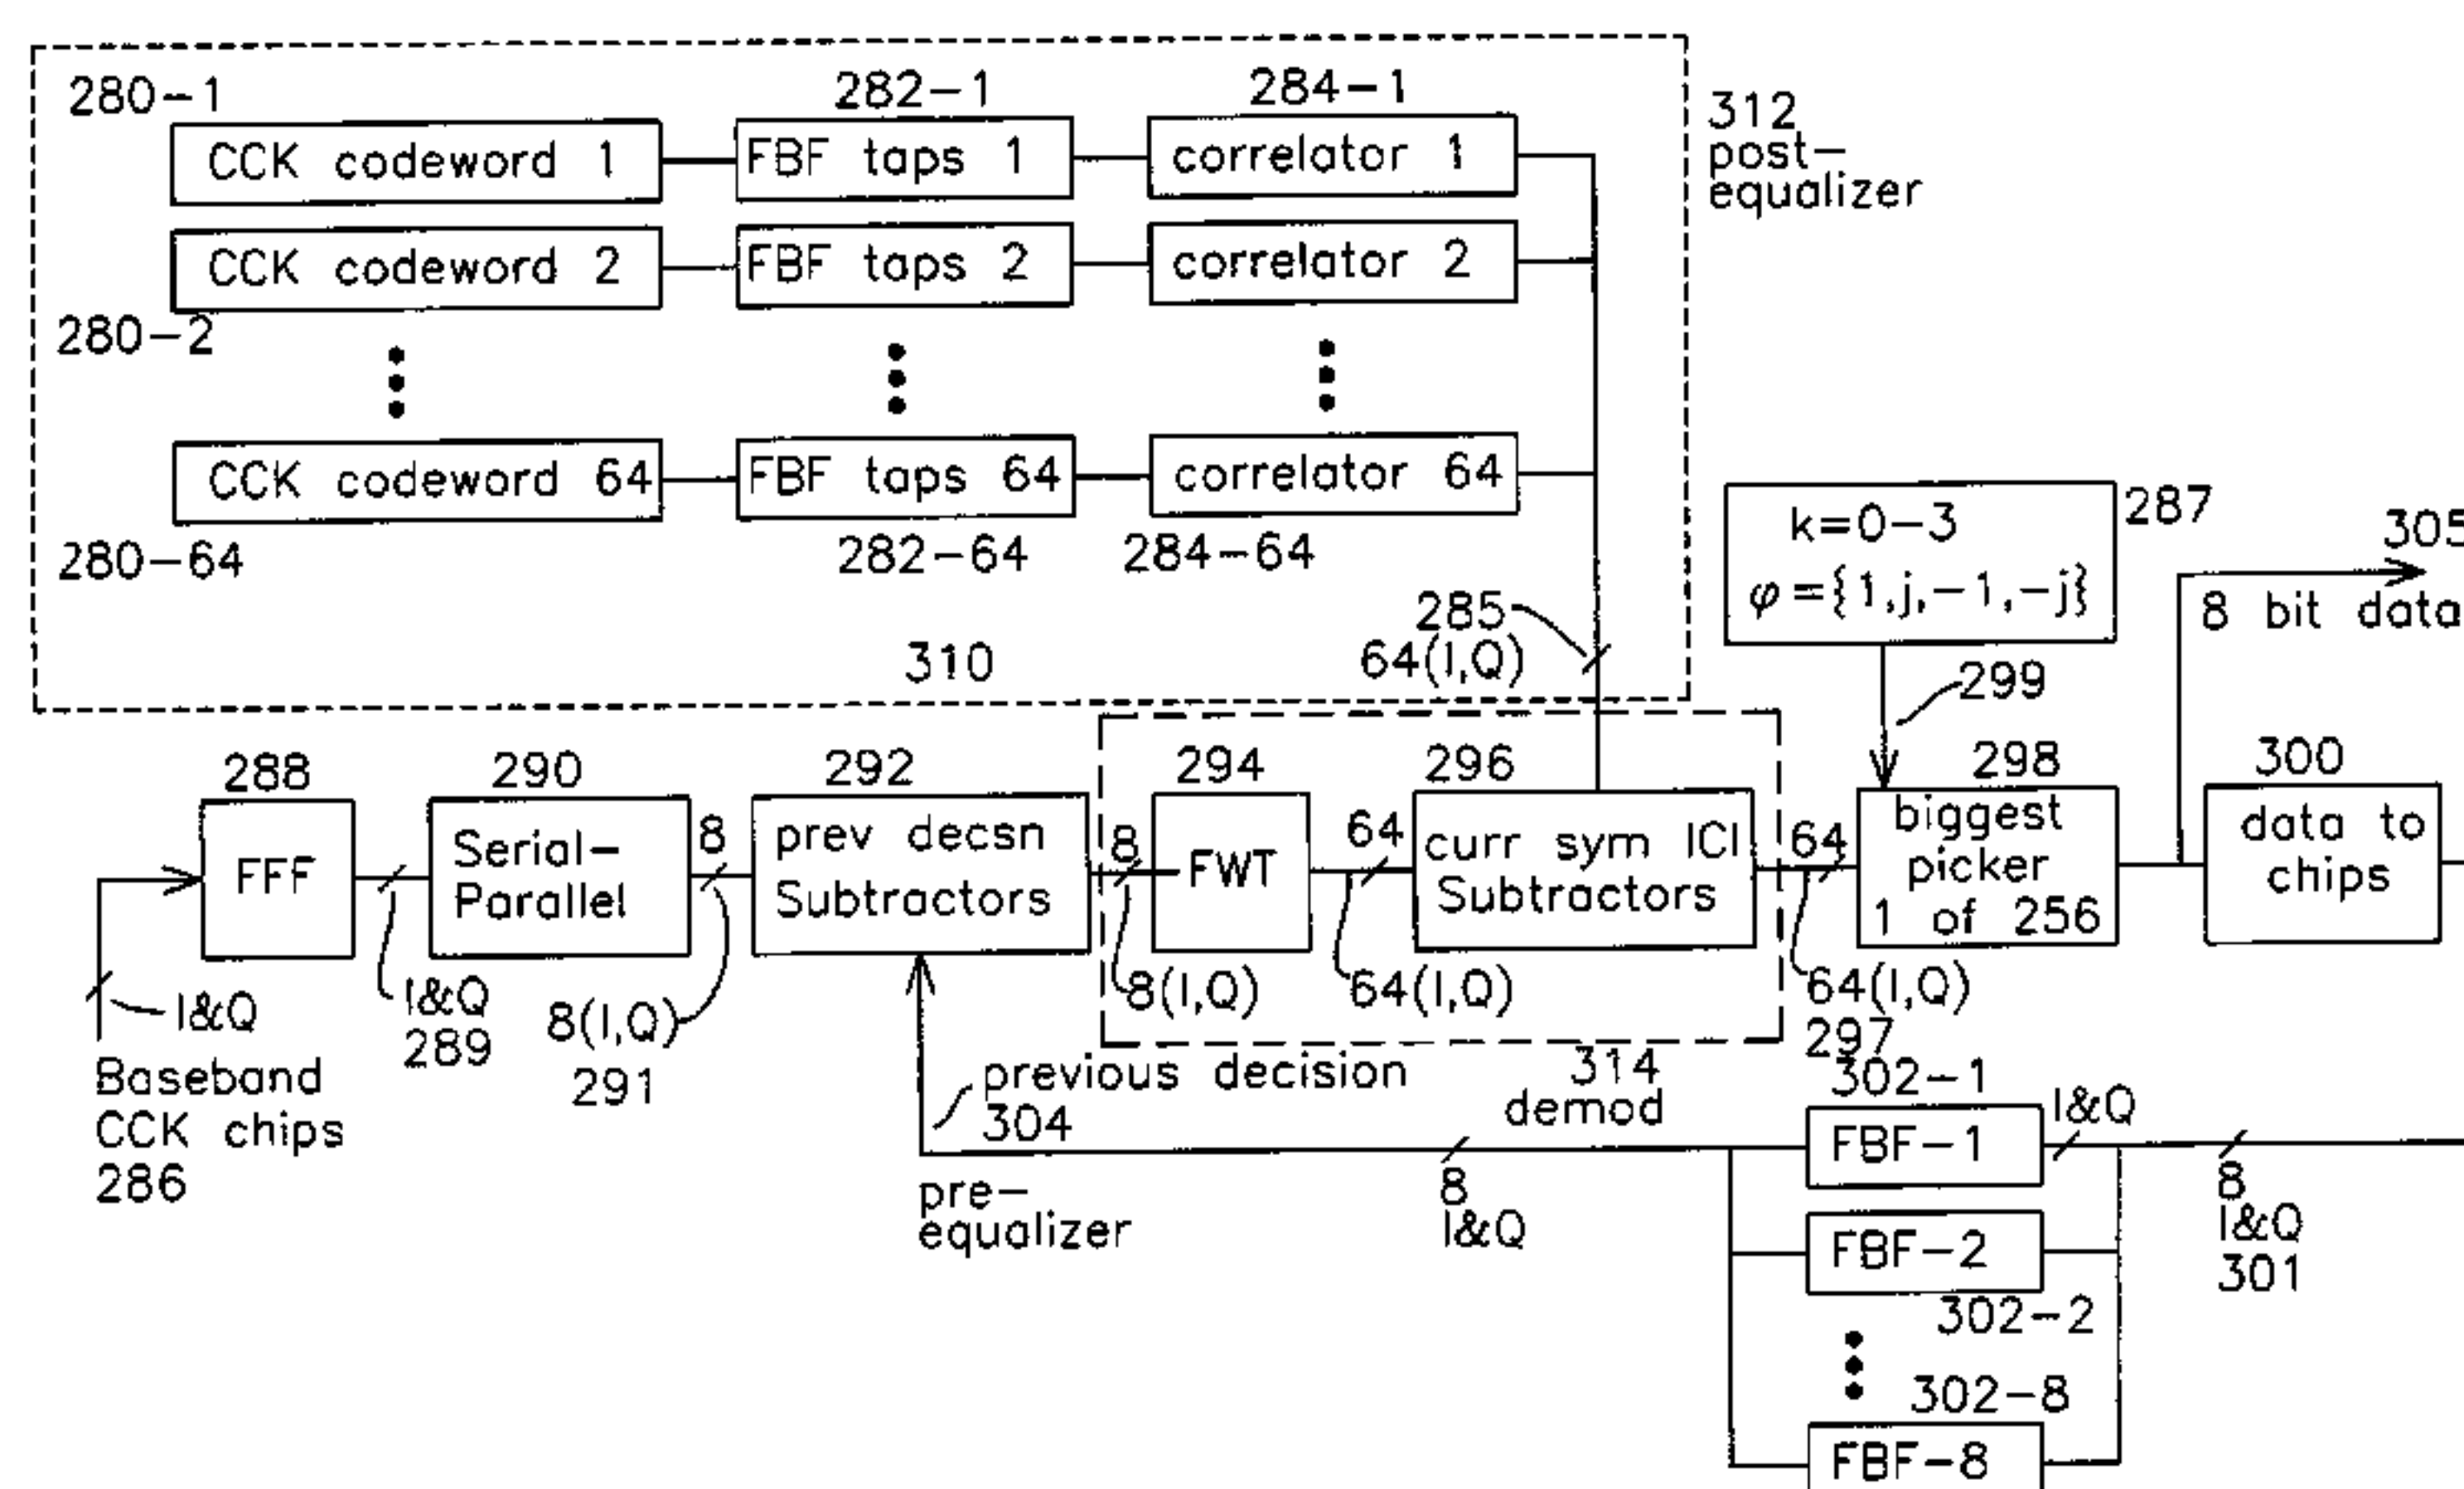 280-1
282-1
284-1
312
post-
equalizer
CCK codeword 1
FBF taps 1
correlator 1
CCK codeword 2
FBF taps 2
correlator 2
280-2
CCK codeword 64
FBF taps 64
correlator 64
280-64
282-64
284-64
k=0-3
φ={1,j,-1,-j}
287
305
8 bit data
285
64(I,Q)
310
299
288
290
292
294
296
298
300
FFF
Serial-
Parallel
8
prev decsn
Subtractors
8
FWT
64
curr sym ICI
Subtractors
64
biggest
picker
1 of 256
data to
chips
I&Q
I&Q
289
8(I,Q)
291
8(I,Q)
64(I,Q)
64(I,Q)
297
Baseband
CCK chips
286
previous decision
304
314
demod
302-1
I&Q
FBF-1
pre-
equalizer
8
I&Q
8
I&Q
301
FBF-2
302-2
302-8
FBF-8